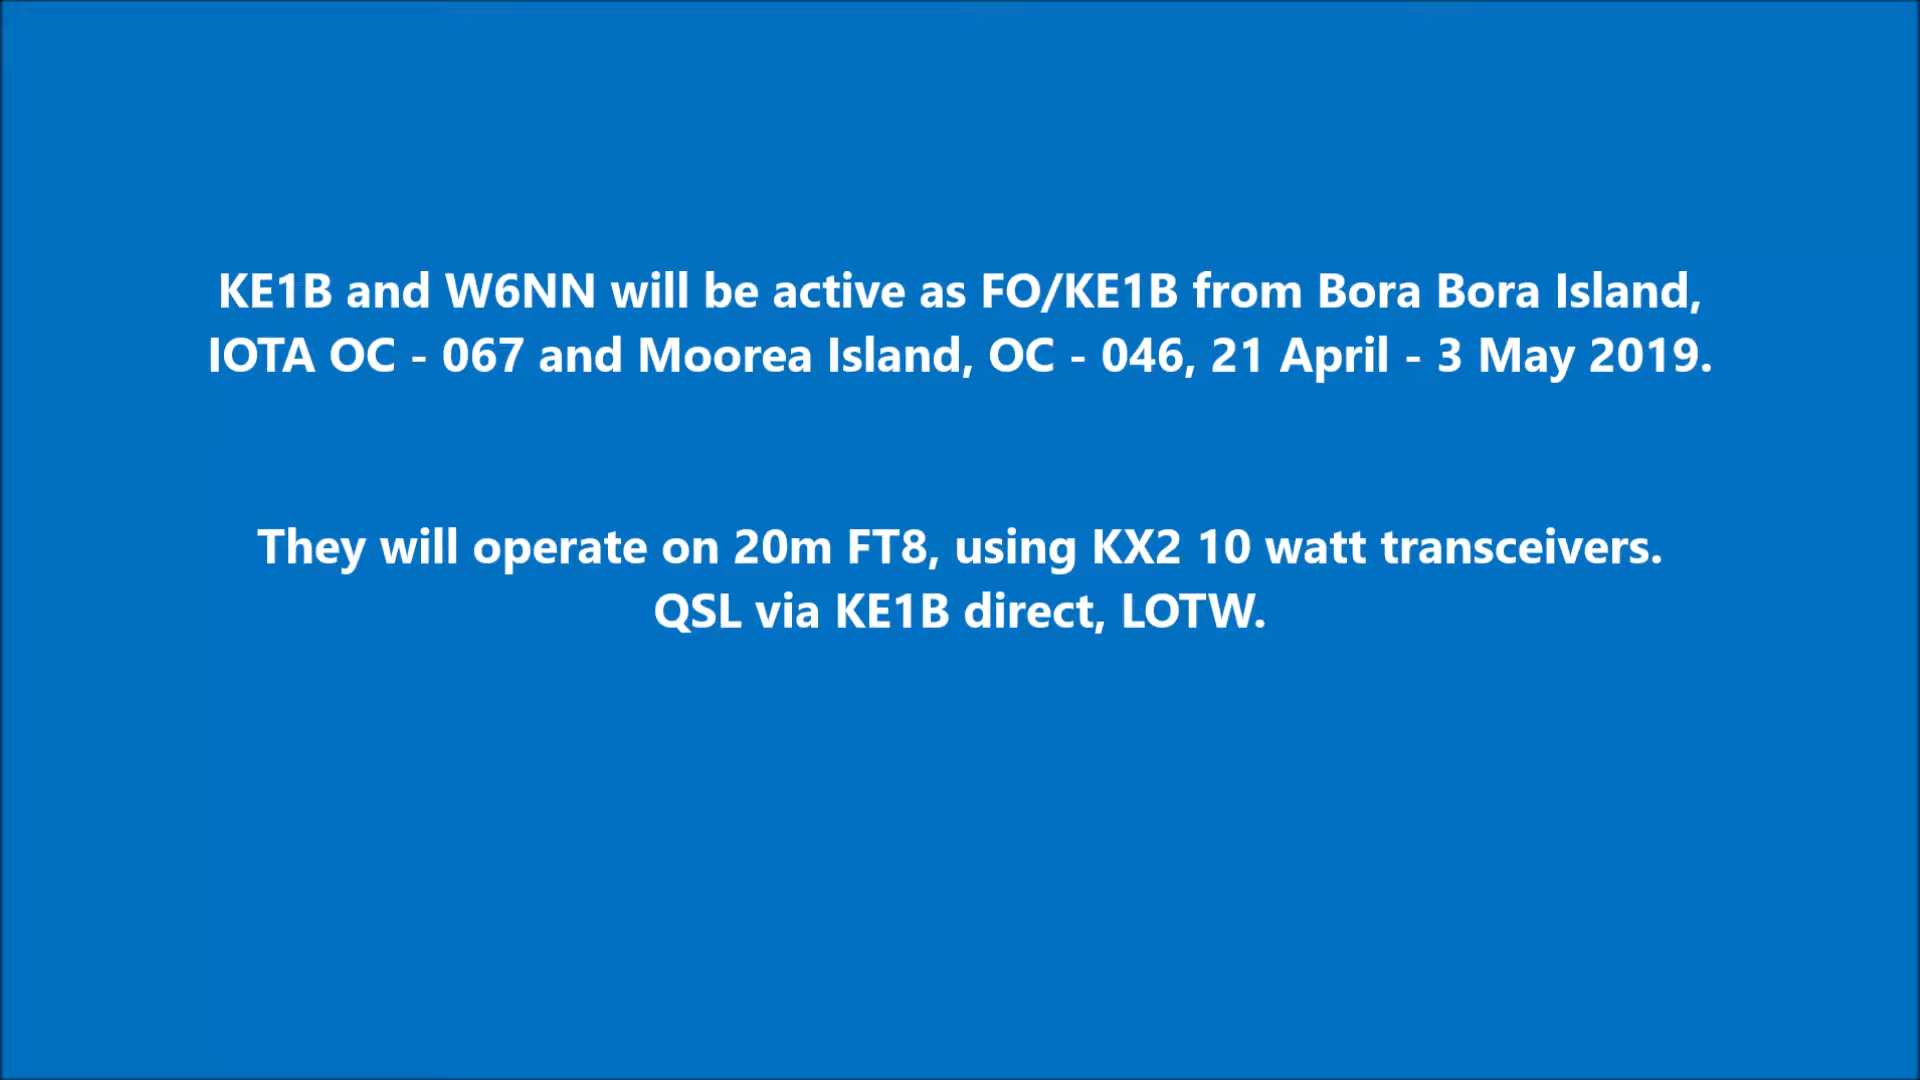 KE1B and W6NN will be active as FO/KE1B from Bora Bora Island,
IOTA OC - 067 and Moorea Island, OC - 046, 21 April - 3 May 2019.
They will operate on 20m FT8, using KX2 10 watt transceivers.
QSL via KE1B direct, LOTW.